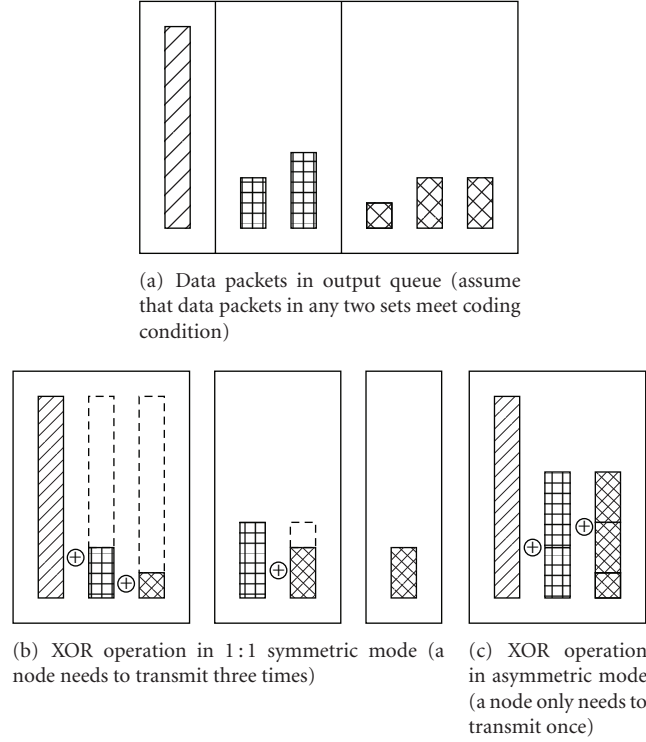 (a) Data packets in output queue (assume
that data packets in any two sets meet coding
condition)
(b) XOR operation in 1:1 symmetric mode (a
node needs to transmit three times)
(c) XOR operation
in asymmetric mode
(a node only needs to
transmit once)